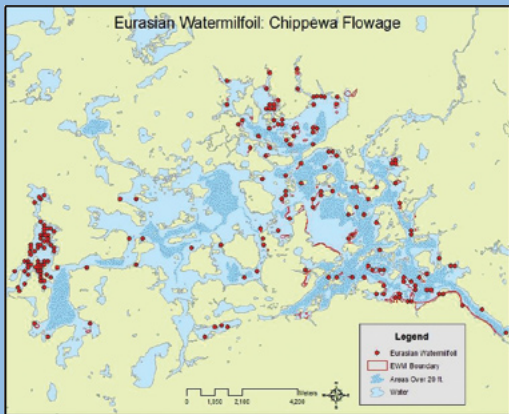 Eurasian Watermilfoil: Chippewa Flowage
Legend
Eurasian Watermilfoil
EWM Boundary
Areas Over 20 ft.
Water
Meters
0 1,050 2,100 4,200